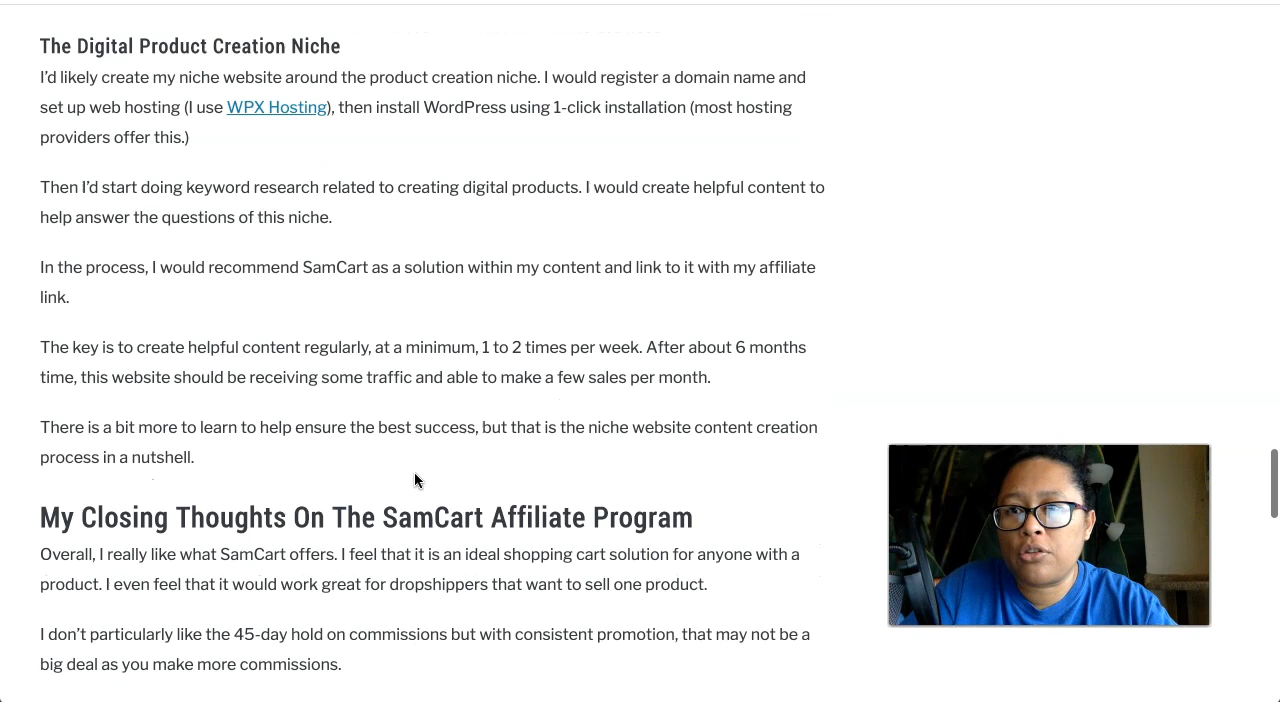 The Digital Product Creation Niche
I’d likely create my niche website around the product creation niche. I would register a domain name and
set up web hosting (I use WPX Hosting), then install WordPress using 1-click installation (most hosting
providers offer this.)
Then I’d start doing keyword research related to creating digital products. I would create helpful content to
help answer the questions of this niche.
In the process, I would recommend SamCart as a solution within my content and link to it with my affiliate
link.
The key is to create helpful content regularly, at a minimum, 1 to 2 times per week. After about 6 months
time, this website should be receiving some traffic and able to make a few sales per month.
There is a bit more to learn to help ensure the best success, but that is the niche website content creation
process in a nutshell.
My Closing Thoughts On The SamCart Affiliate Program
Overall, I really like what SamCart offers. I feel that it is an ideal shopping cart solution for anyone with a
product. I even feel that it would work great for dropshippers that want to sell one product.
I don’t particularly like the 45-day hold on commissions but with consistent promotion, that may not be a
big deal as you make more commissions.